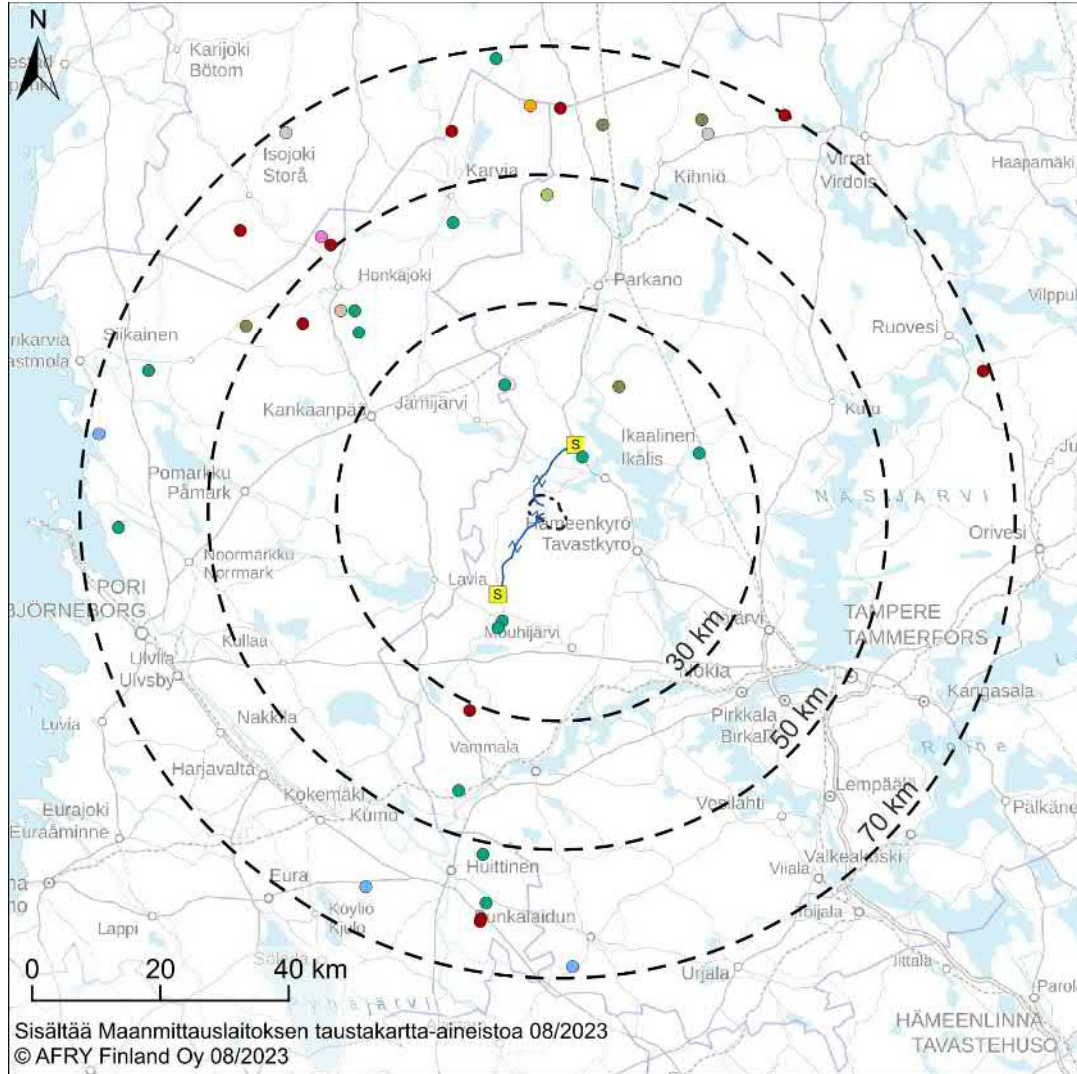 N
Karijoki
Bötom
Isojoki
Storå
Karvia
Kihniö
Virrat
Virdois
Haapamäki
Honkajoki
Parkano
Vilppul
Siikainen
Ruovesi
Kankaanpää
Jämijärvi
Kuru
S
Ikaalinen
Ikalis
Pomarkku
Påmark
NÄSIJÄRVI
Orivesi
Hämeenkyrö
Tavastkyro
Noormarkku
Norrmark
Lavia
S
PORI
BJÖRNEBORG
TAMPERE
TAMMERFORS
Kullaa
Mouhijärvi
30 km
Ulvila
Ulvsby
Nokia
Kangasala
Pirkkala
Birkala
50 km
Luvia
Nakkila
Vammala
Roine
Harjavalta
Lempäälä
Kokemäki
Kumo
Vesilahti
Pälkäne
Eurajoki
Euraåminne
70 km
Huittinen
Viiala
Valkeakoski
Eura
Köyliö
Kjulo
Punkalaidun
Toijala
Lappi
Säkylä
Urjala
Iittala
0 20 40 km
Parola
HÄMEENLINNA
TAVASTEHUS
Sisältää Maanmittauslaitoksen taustakartta-aineistoa 08/2023
© AFRY Finland Oy 08/2023